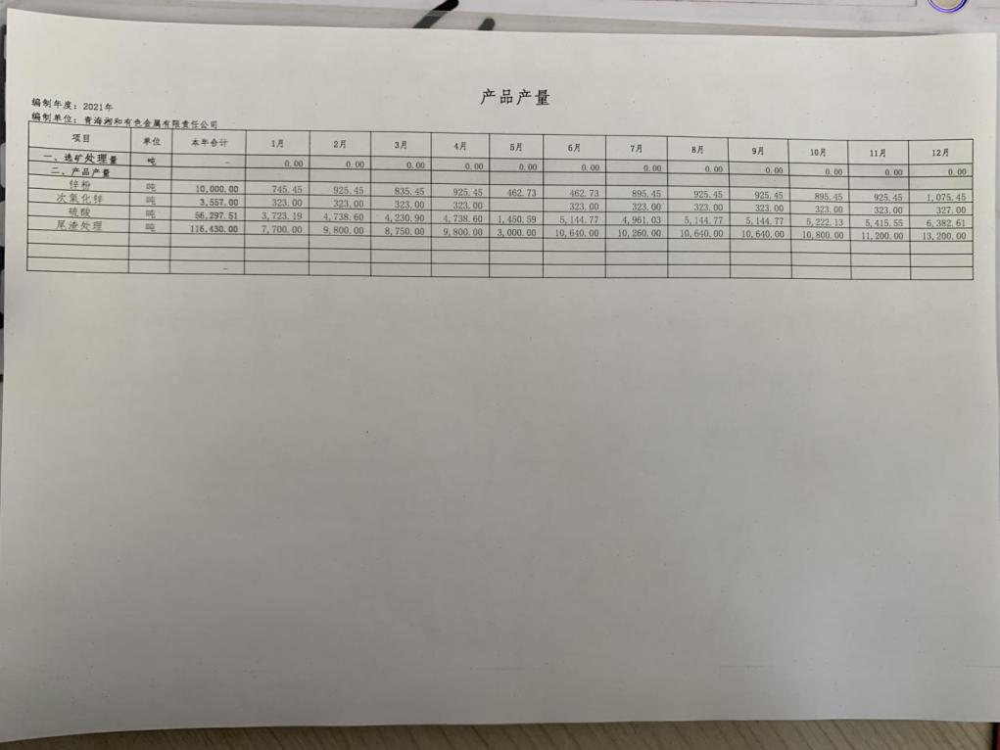 产品产量
编制年度：2021年
编制单位：青海湘和有色金属有限责任公司
项目 单位 本年合计 1月 2月 3月 4月 5月 6月 7月 8月 9月 10月 11月 12月
一、选矿处理量 吨 - 0.00 0.00 0.00 0.00 0.00 0.00 0.00 0.00 0.00 0.00 0.00 0.00
二、产品产量
锌粉 吨 10,000.00 745.45 925.45 835.45 925.45 462.73 462.73 895.45 925.45 925.45 895.45 925.45 1,075.45
次氧化锌 吨 3,557.00 323.00 323.00 323.00 323.00 323.00 323.00 323.00 323.00 323.00 323.00 327.00
硫酸 吨 56,297.51 3,723.19 4,738.60 4,230.90 4,738.60 1,450.59 5,144.77 4,961.03 5,144.77 5,144.77 5,222.13 5,415.55 6,382.61
尾渣处理 吨 116,430.00 7,700.00 9,800.00 8,750.00 9,800.00 3,000.00 10,640.00 10,260.00 10,640.00 10,640.00 10,800.00 11,200.00 13,200.00
-